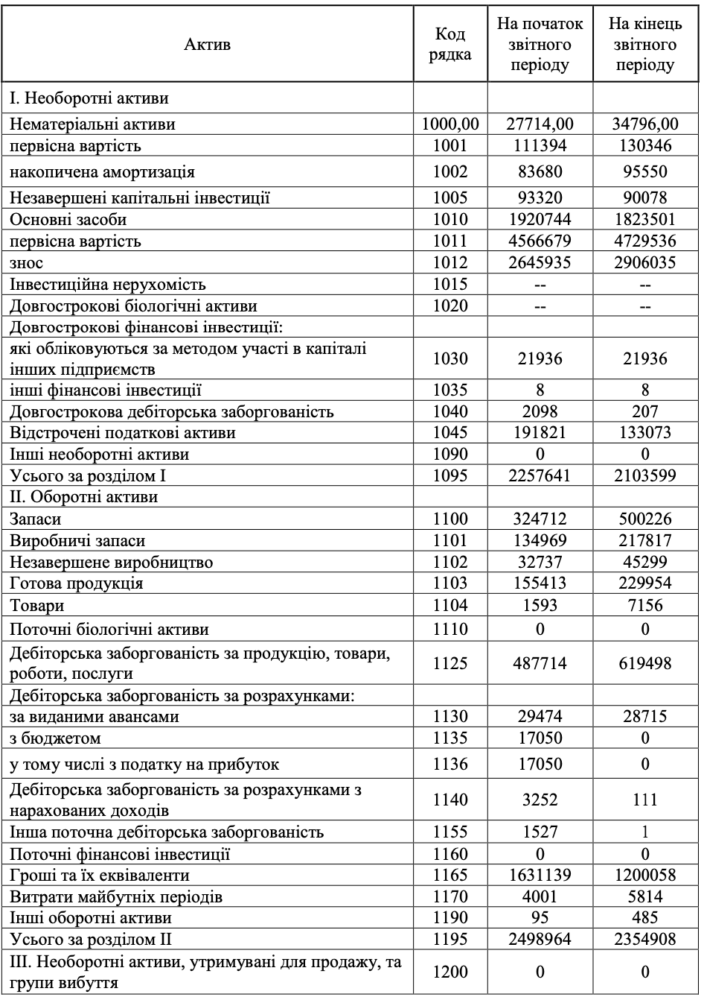 Актив Код рядка На початок звітного періоду На кінець звітного періоду
І. Необоротні активи
Нематеріальні активи 1000,00 27714,00 34796,00
первісна вартість 1001 111394 130346
накопичена амортизація 1002 83680 95550
Незавершені капітальні інвестиції 1005 93320 90078
Основні засоби 1010 1920744 1823501
первісна вартість 1011 4566679 4729536
знос 1012 2645935 2906035
Інвестиційна нерухомість 1015 -- --
Довгострокові біологічні активи 1020 -- --
Довгострокові фінансові інвестиції:
які обліковуються за методом участі в капіталі
інших підприємств 1030 21936 21936
інші фінансові інвестиції 1035 8 8
Довгострокова дебіторська заборгованість 1040 2098 207
Відстрочені податкові активи 1045 191821 133073
Інші необоротні активи 1090 0 0
Усього за розділом І 1095 2257641 2103599
ІІ. Оборотні активи
Запаси 1100 324712 500226
Виробничі запаси 1101 134969 217817
Незавершене виробництво 1102 32737 45299
Готова продукція 1103 155413 229954
Товари 1104 1593 7156
Поточні біологічні активи 1110 0 0
Дебіторська заборгованість за продукцію, товари,
роботи, послуги 1125 487714 619498
Дебіторська заборгованість за розрахунками:
за виданими авансами 1130 29474 28715
з бюджетом 1135 17050 0
у тому числі з податку на прибуток 1136 17050 0
Дебіторська заборгованість за розрахунками з
нарахованих доходів 1140 3252 111
Інша поточна дебіторська заборгованість 1155 1527 1
Поточні фінансові інвестиції 1160 0 0
Гроші та їх еквіваленти 1165 1631139 1200058
Витрати майбутніх періодів 1170 4001 5814
Інші оборотні активи 1190 95 485
Усього за розділом ІІ 1195 2498964 2354908
ІІІ. Необоротні активи, утримувані для продажу, та
групи вибуття 1200 0 0